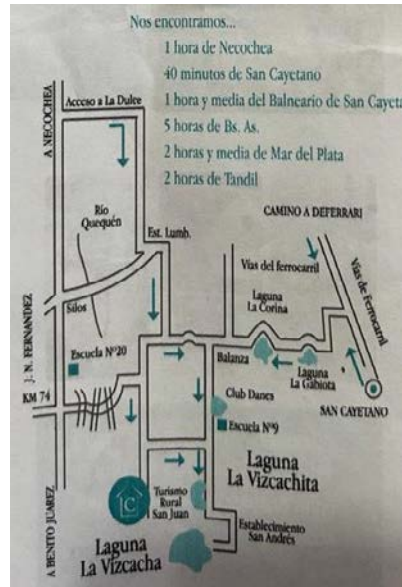 Nos encontramos...
1 hora de Necochea
40 minutos de San Cayetano
1 hora y media del Balneario de San Cayeta
5 horas de Bs. As.
2 horas y media de Mar del Plata
2 horas de Tandil
A NECOCHEA
Acceso a La Dulce
CAMINO A DEFERRARI
Río
Quequén
Est. Lumb.
Vías del ferrocarril
Vías de Ferrocarril
Laguna
La Corina
J. N. FERNANDEZ
Silos
Escuela Nº20
Balanza
Laguna
La Gabiota
KM 74
Club Danes
SAN CAYETANO
Escuela Nº9
Laguna
La Vizcachita
C
Turismo
Rural
San Juan
A BENITO JUAREZ
Establecimiento
San Andrés
Laguna
La Vizcacha